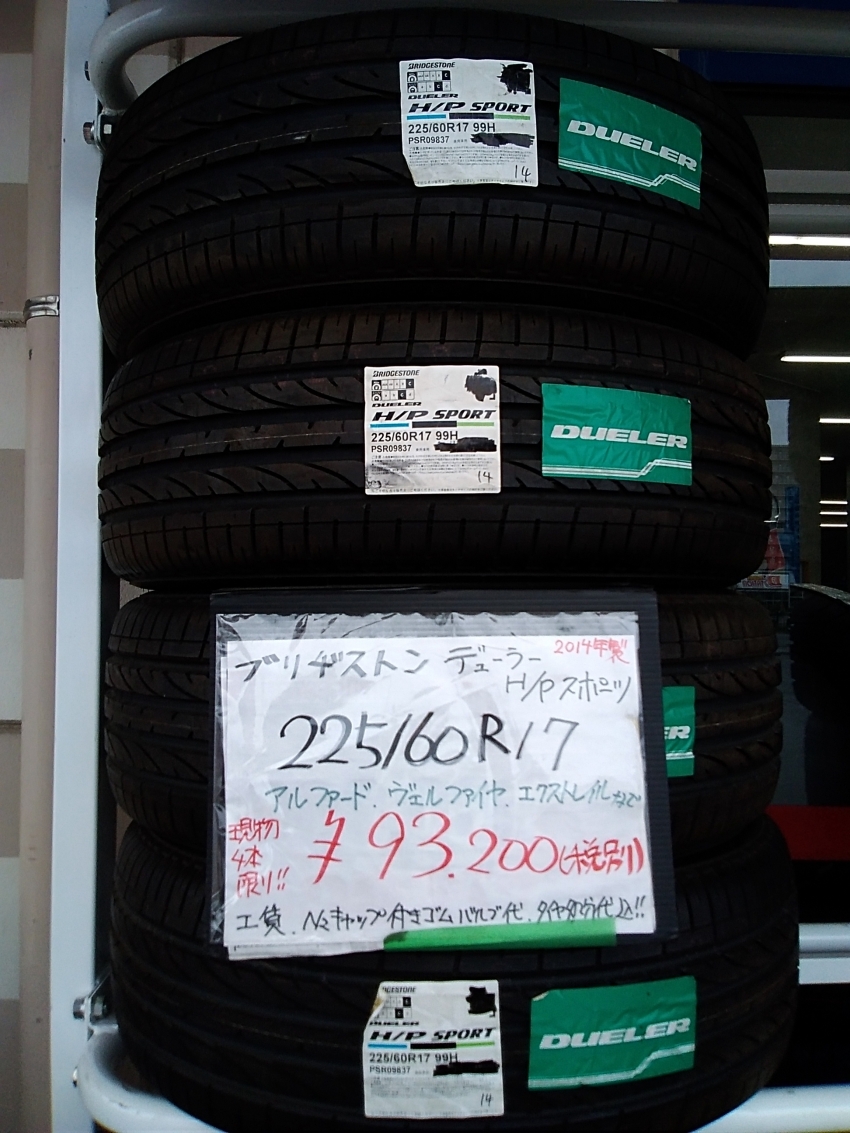 BRIDGESTONE
DUELER
H/P SPORT
225/60R17 99H
PSR09837
14
DUELER
BRIDGESTONE
DUELER
H/P SPORT
225/60R17 99H
PSR09837
14
DUELER
ブリヂストン デューラー 2014年製
H/Pスポーツ
225/60R17
アルファード、ヴェルファイヤ、エクストレイルなど
現物
4本
限り!!
¥93.200(税別)
工賃、N2キャップ付きゴムバルブ代、タイヤ処分代込!!
ER
DGESTONE
DUELER
H/P SPORT
225/60R17 99H
PSR09837
14
DUELER